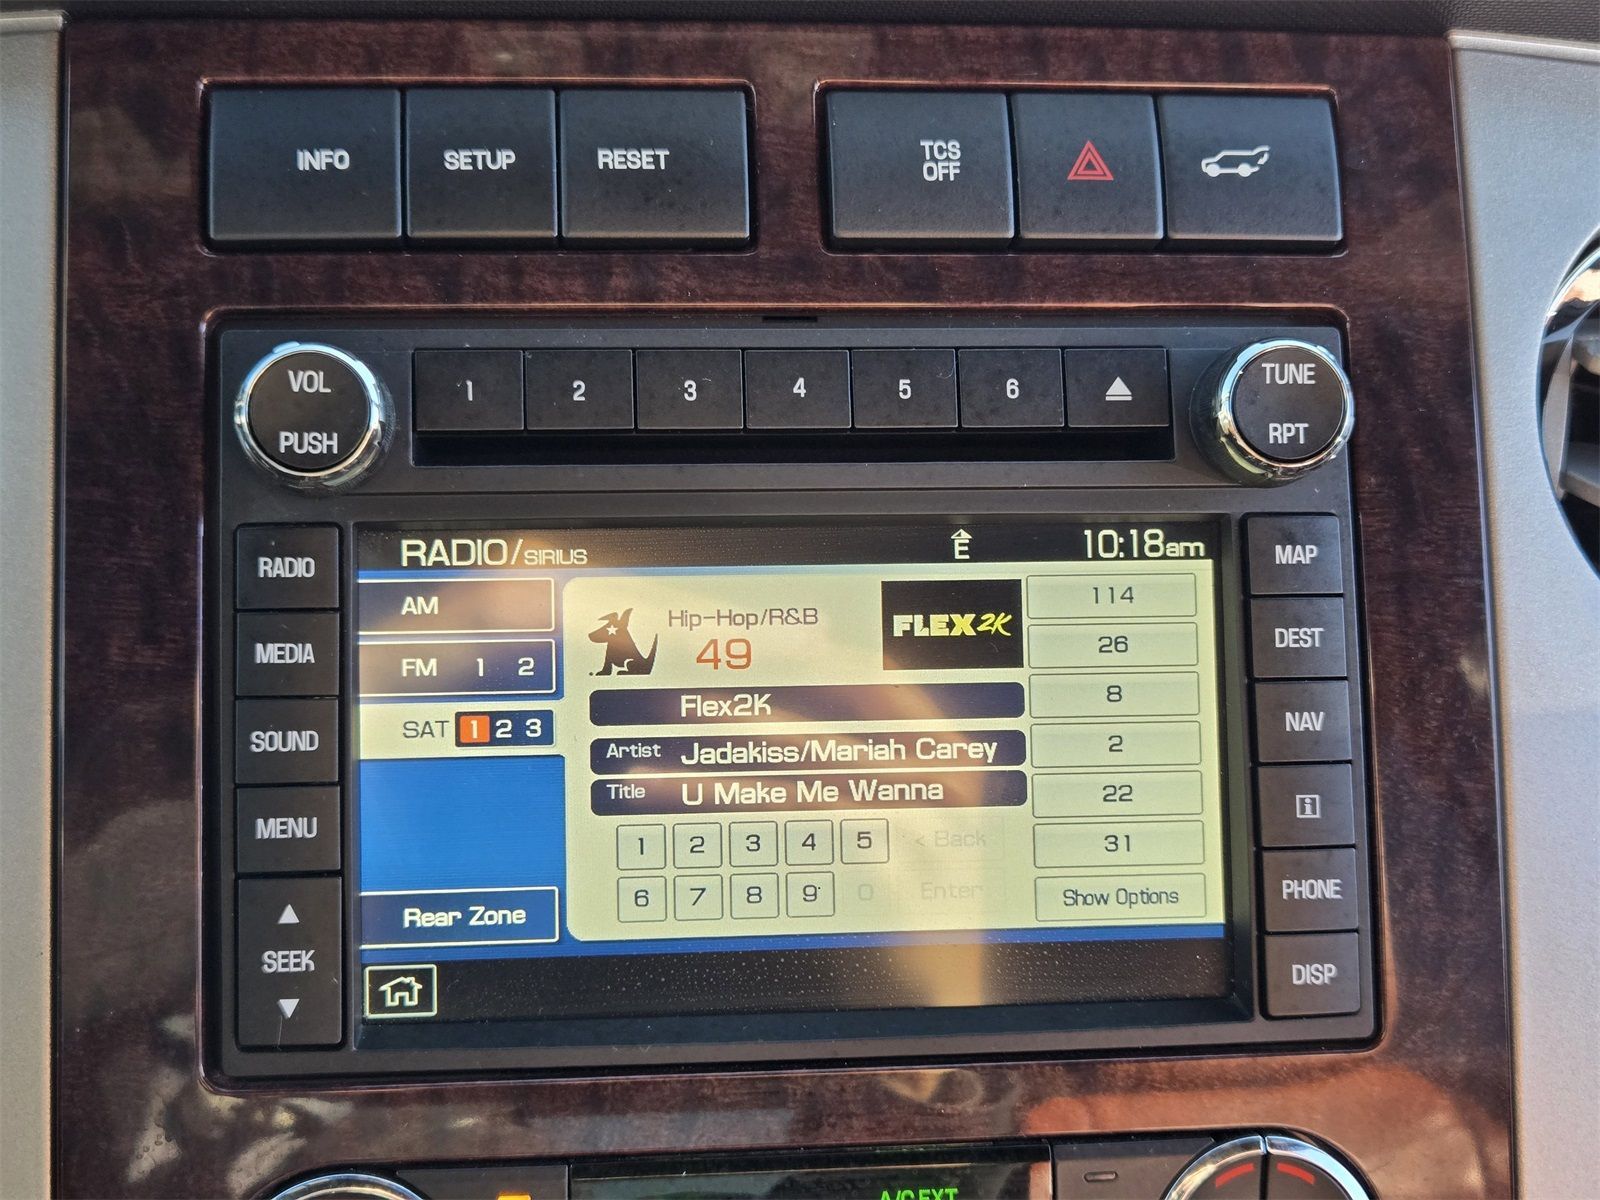 INFO SETUP RESET TCS OFF
VOL PUSH 1 2 3 4 5 6 TUNE RPT
RADIO
MEDIA
SOUND
MENU
SEEK
RADIO/SIRIUS E 10:18am
AM
FM 1 2
SAT 1 2 3
Rear Zone
Hip-Hop/R&B
49
FLEX2K
Flex2K
Artist Jadakiss/Mariah Carey
Title U Make Me Wanna
1 2 3 4 5 < Back
6 7 8 9 0 Enter
114
26
8
2
22
31
Show Options
MAP
DEST
NAV
i
PHONE
DISP
A/C EXT